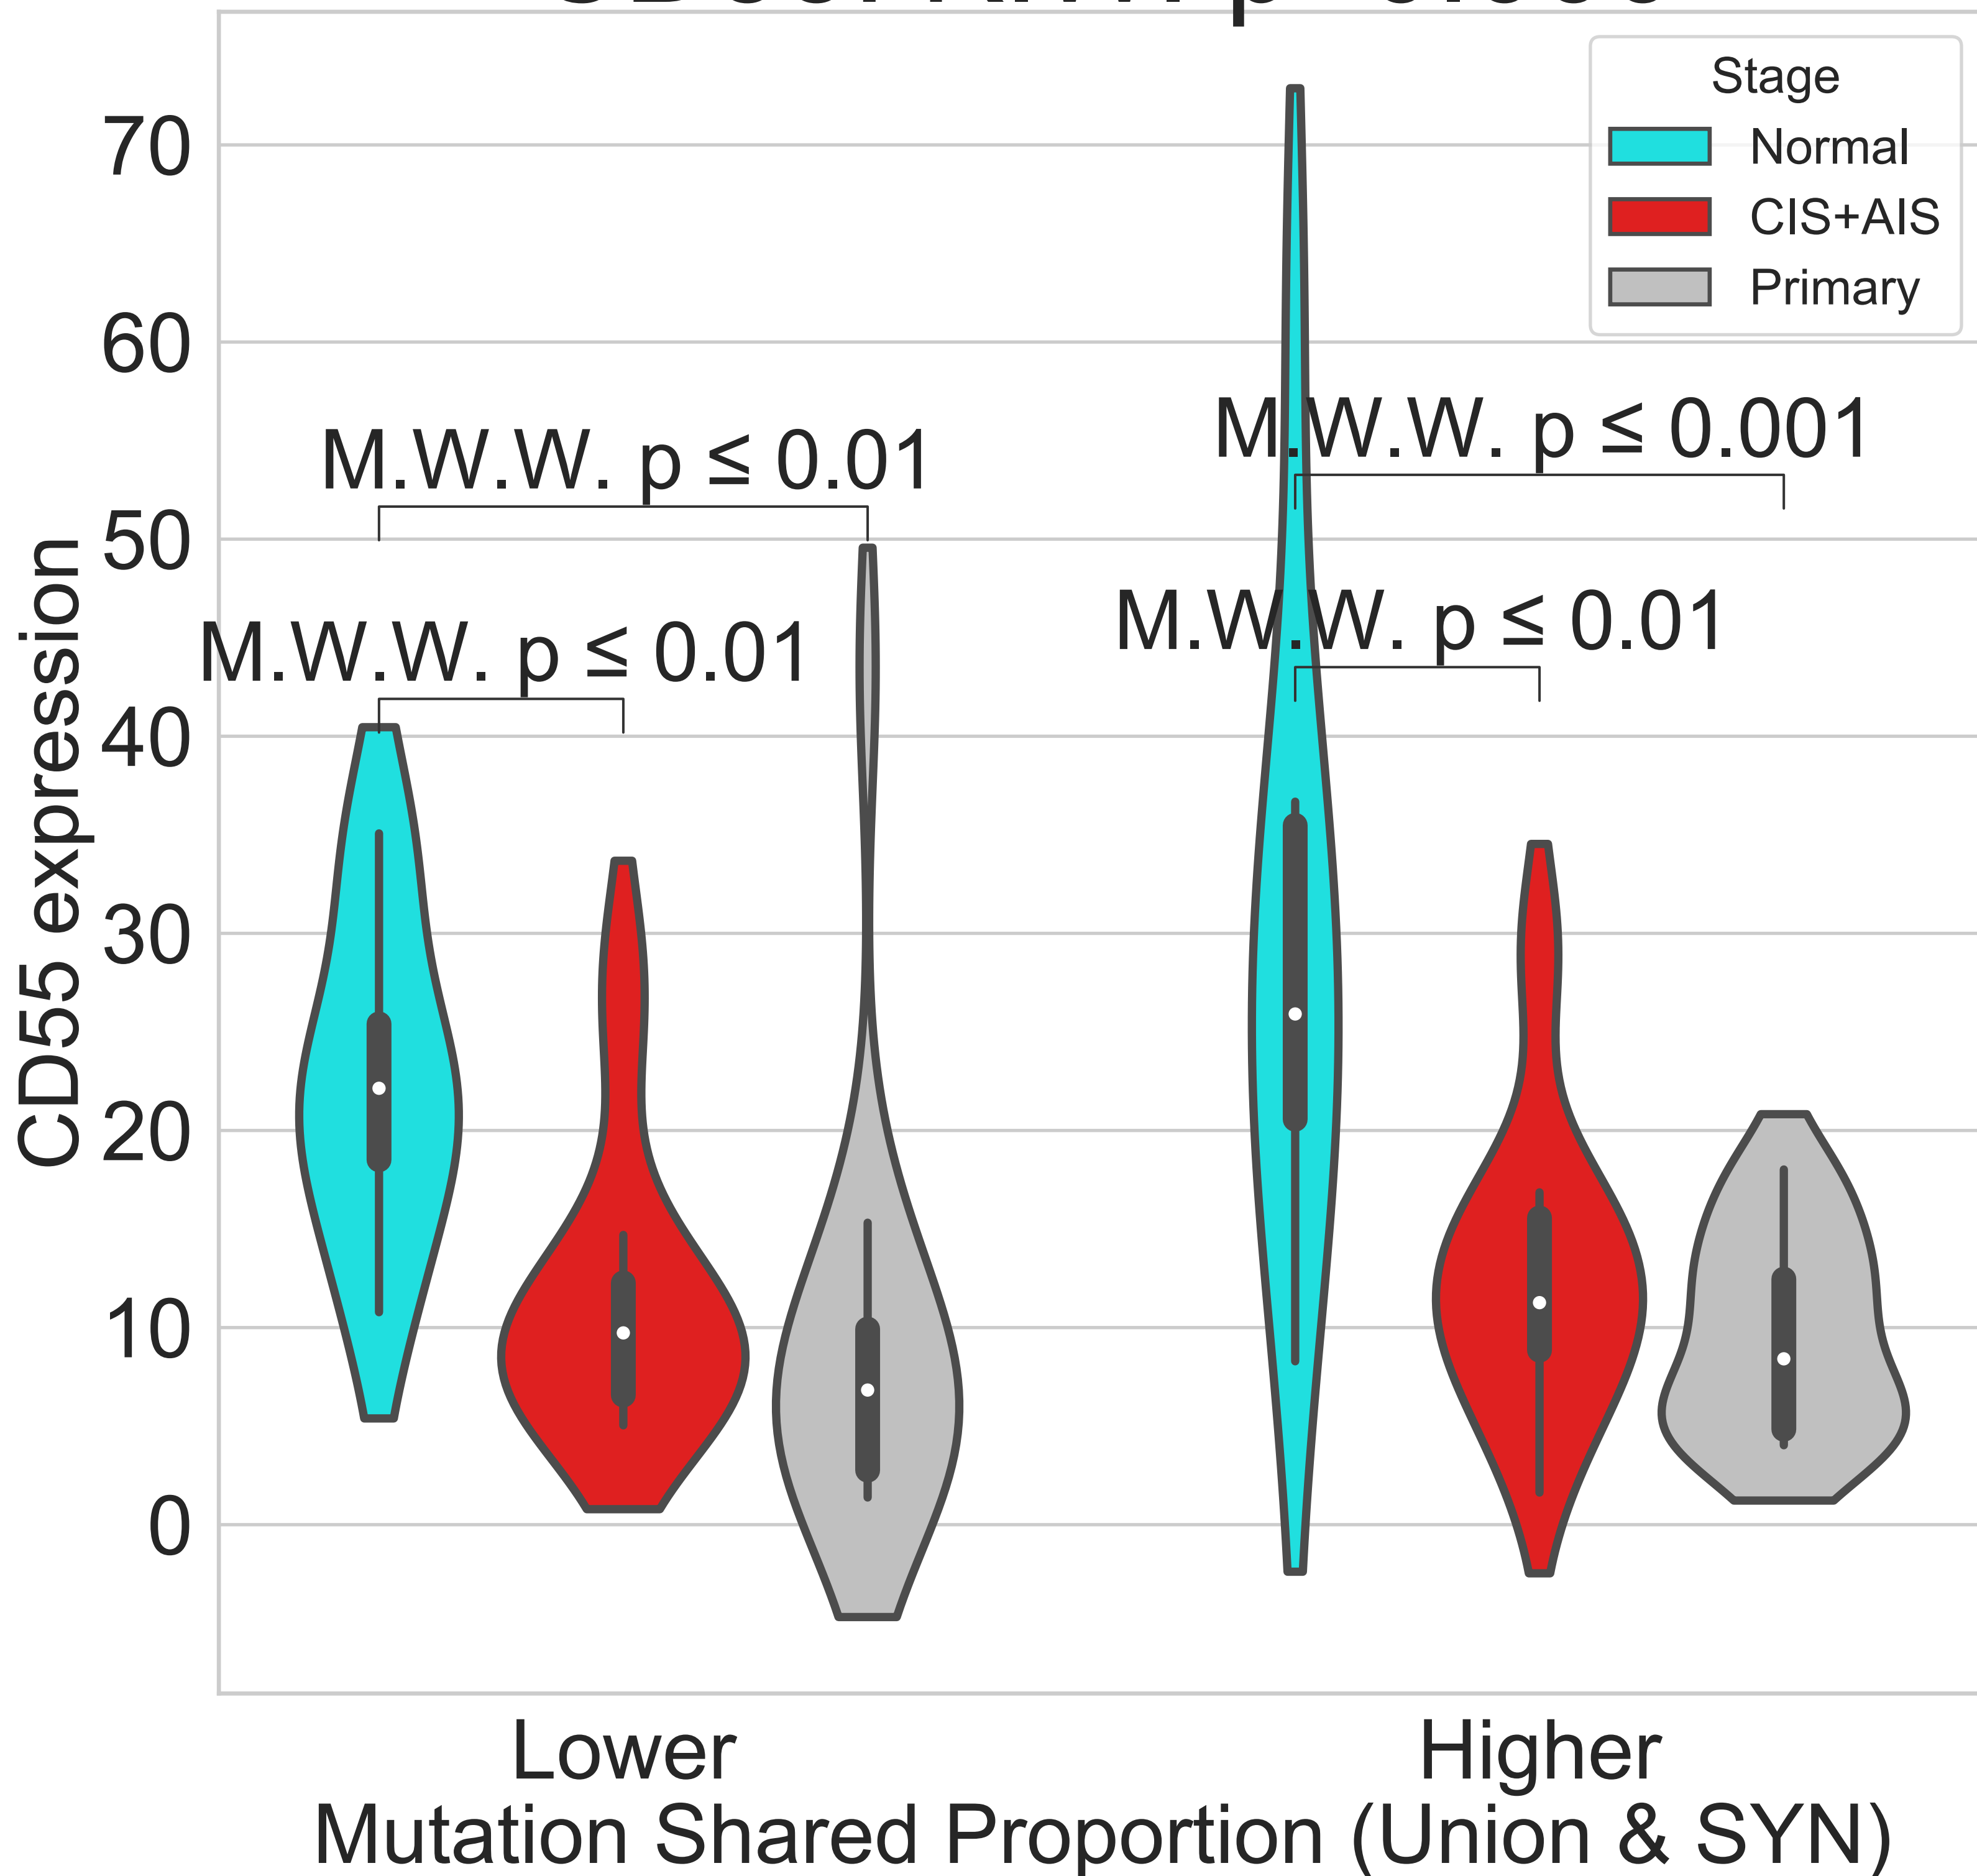 Stage
Normal
CIS+AIS
Primary
70
60
50
40
30
20
10
0
CD55 expression
M.W.W. p ≤ 0.01
M.W.W. p ≤ 0.01
M.W.W. p ≤ 0.001
M.W.W. p ≤ 0.01
Lower
Higher
Mutation Shared Proportion (Union & SYN)